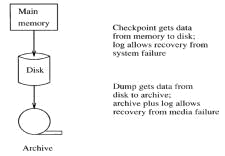 Main
memory
Checkpoint gets data
from memory to disk;
log allows recovery from
system failure
Disk
Dump gets data from
disk to archive;
archive plus log allows
recovery from media failure
Archive